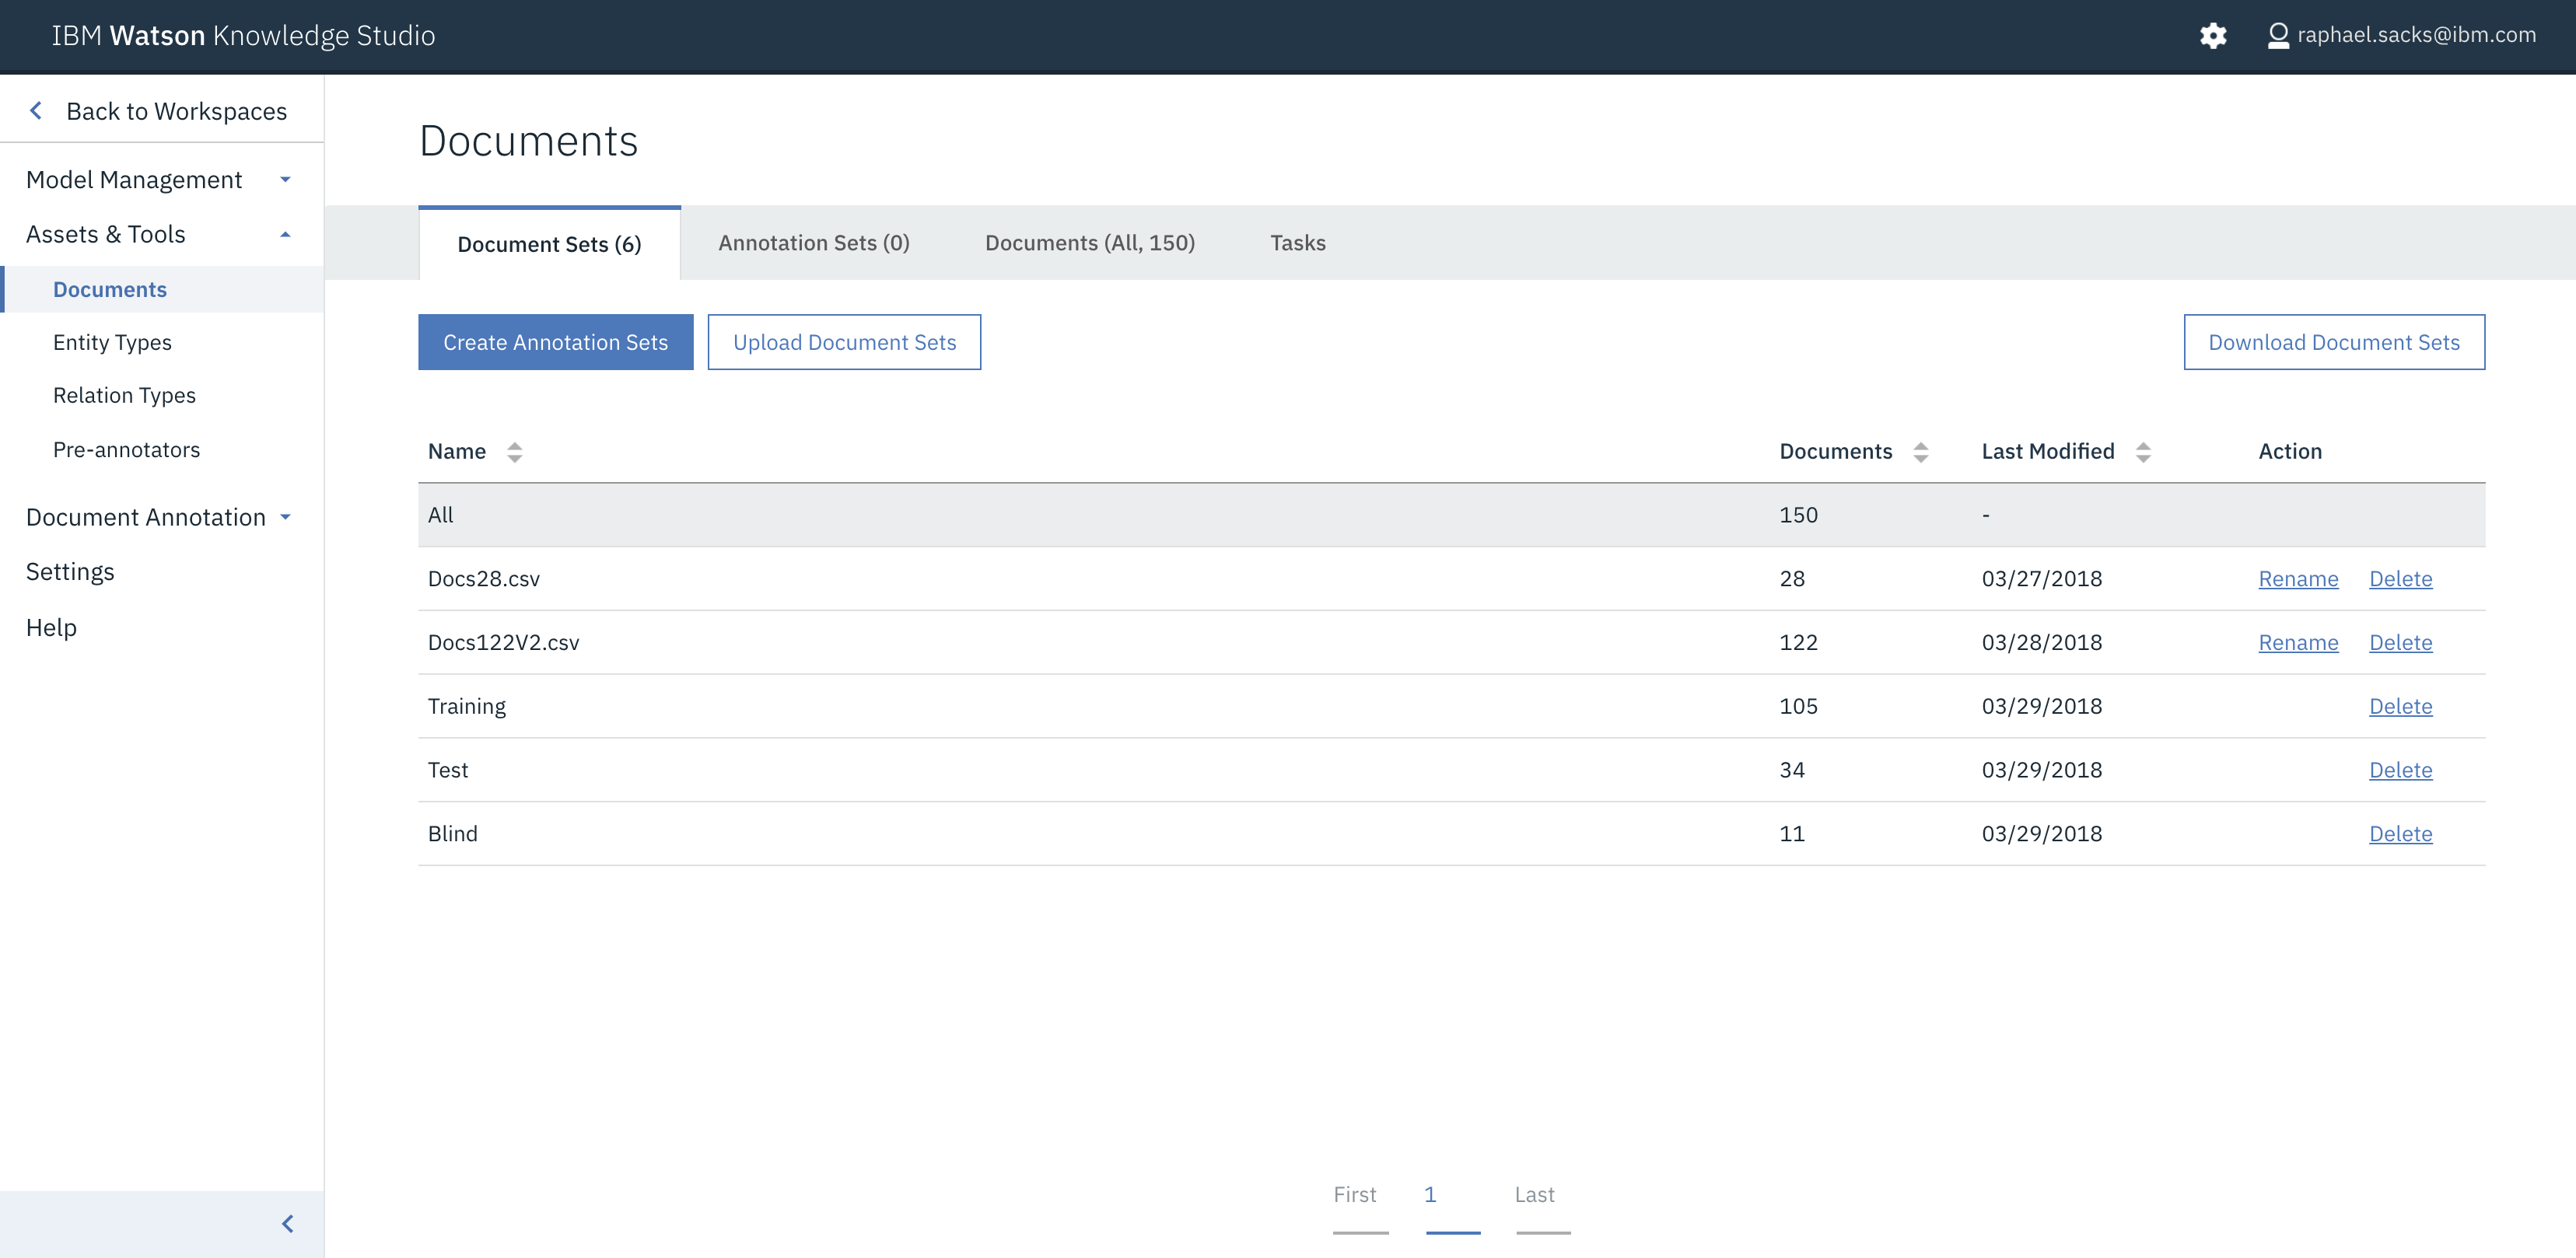 IBM Watson Knowledge Studio
raphael.sacks@ibm.com
Back to Workspaces
Model Management
Assets & Tools
Documents
Entity Types
Relation Types
Pre-annotators
Document Annotation
Settings
Help
Documents
Document Sets (6) Annotation Sets (0) Documents (All, 150) Tasks
Create Annotation Sets Upload Document Sets Download Document Sets
Name Documents Last Modified Action
All 150 -
Docs28.csv 28 03/27/2018 Rename Delete
Docs122V2.csv 122 03/28/2018 Rename Delete
Training 105 03/29/2018 Delete
Test 34 03/29/2018 Delete
Blind 11 03/29/2018 Delete
First 1 Last